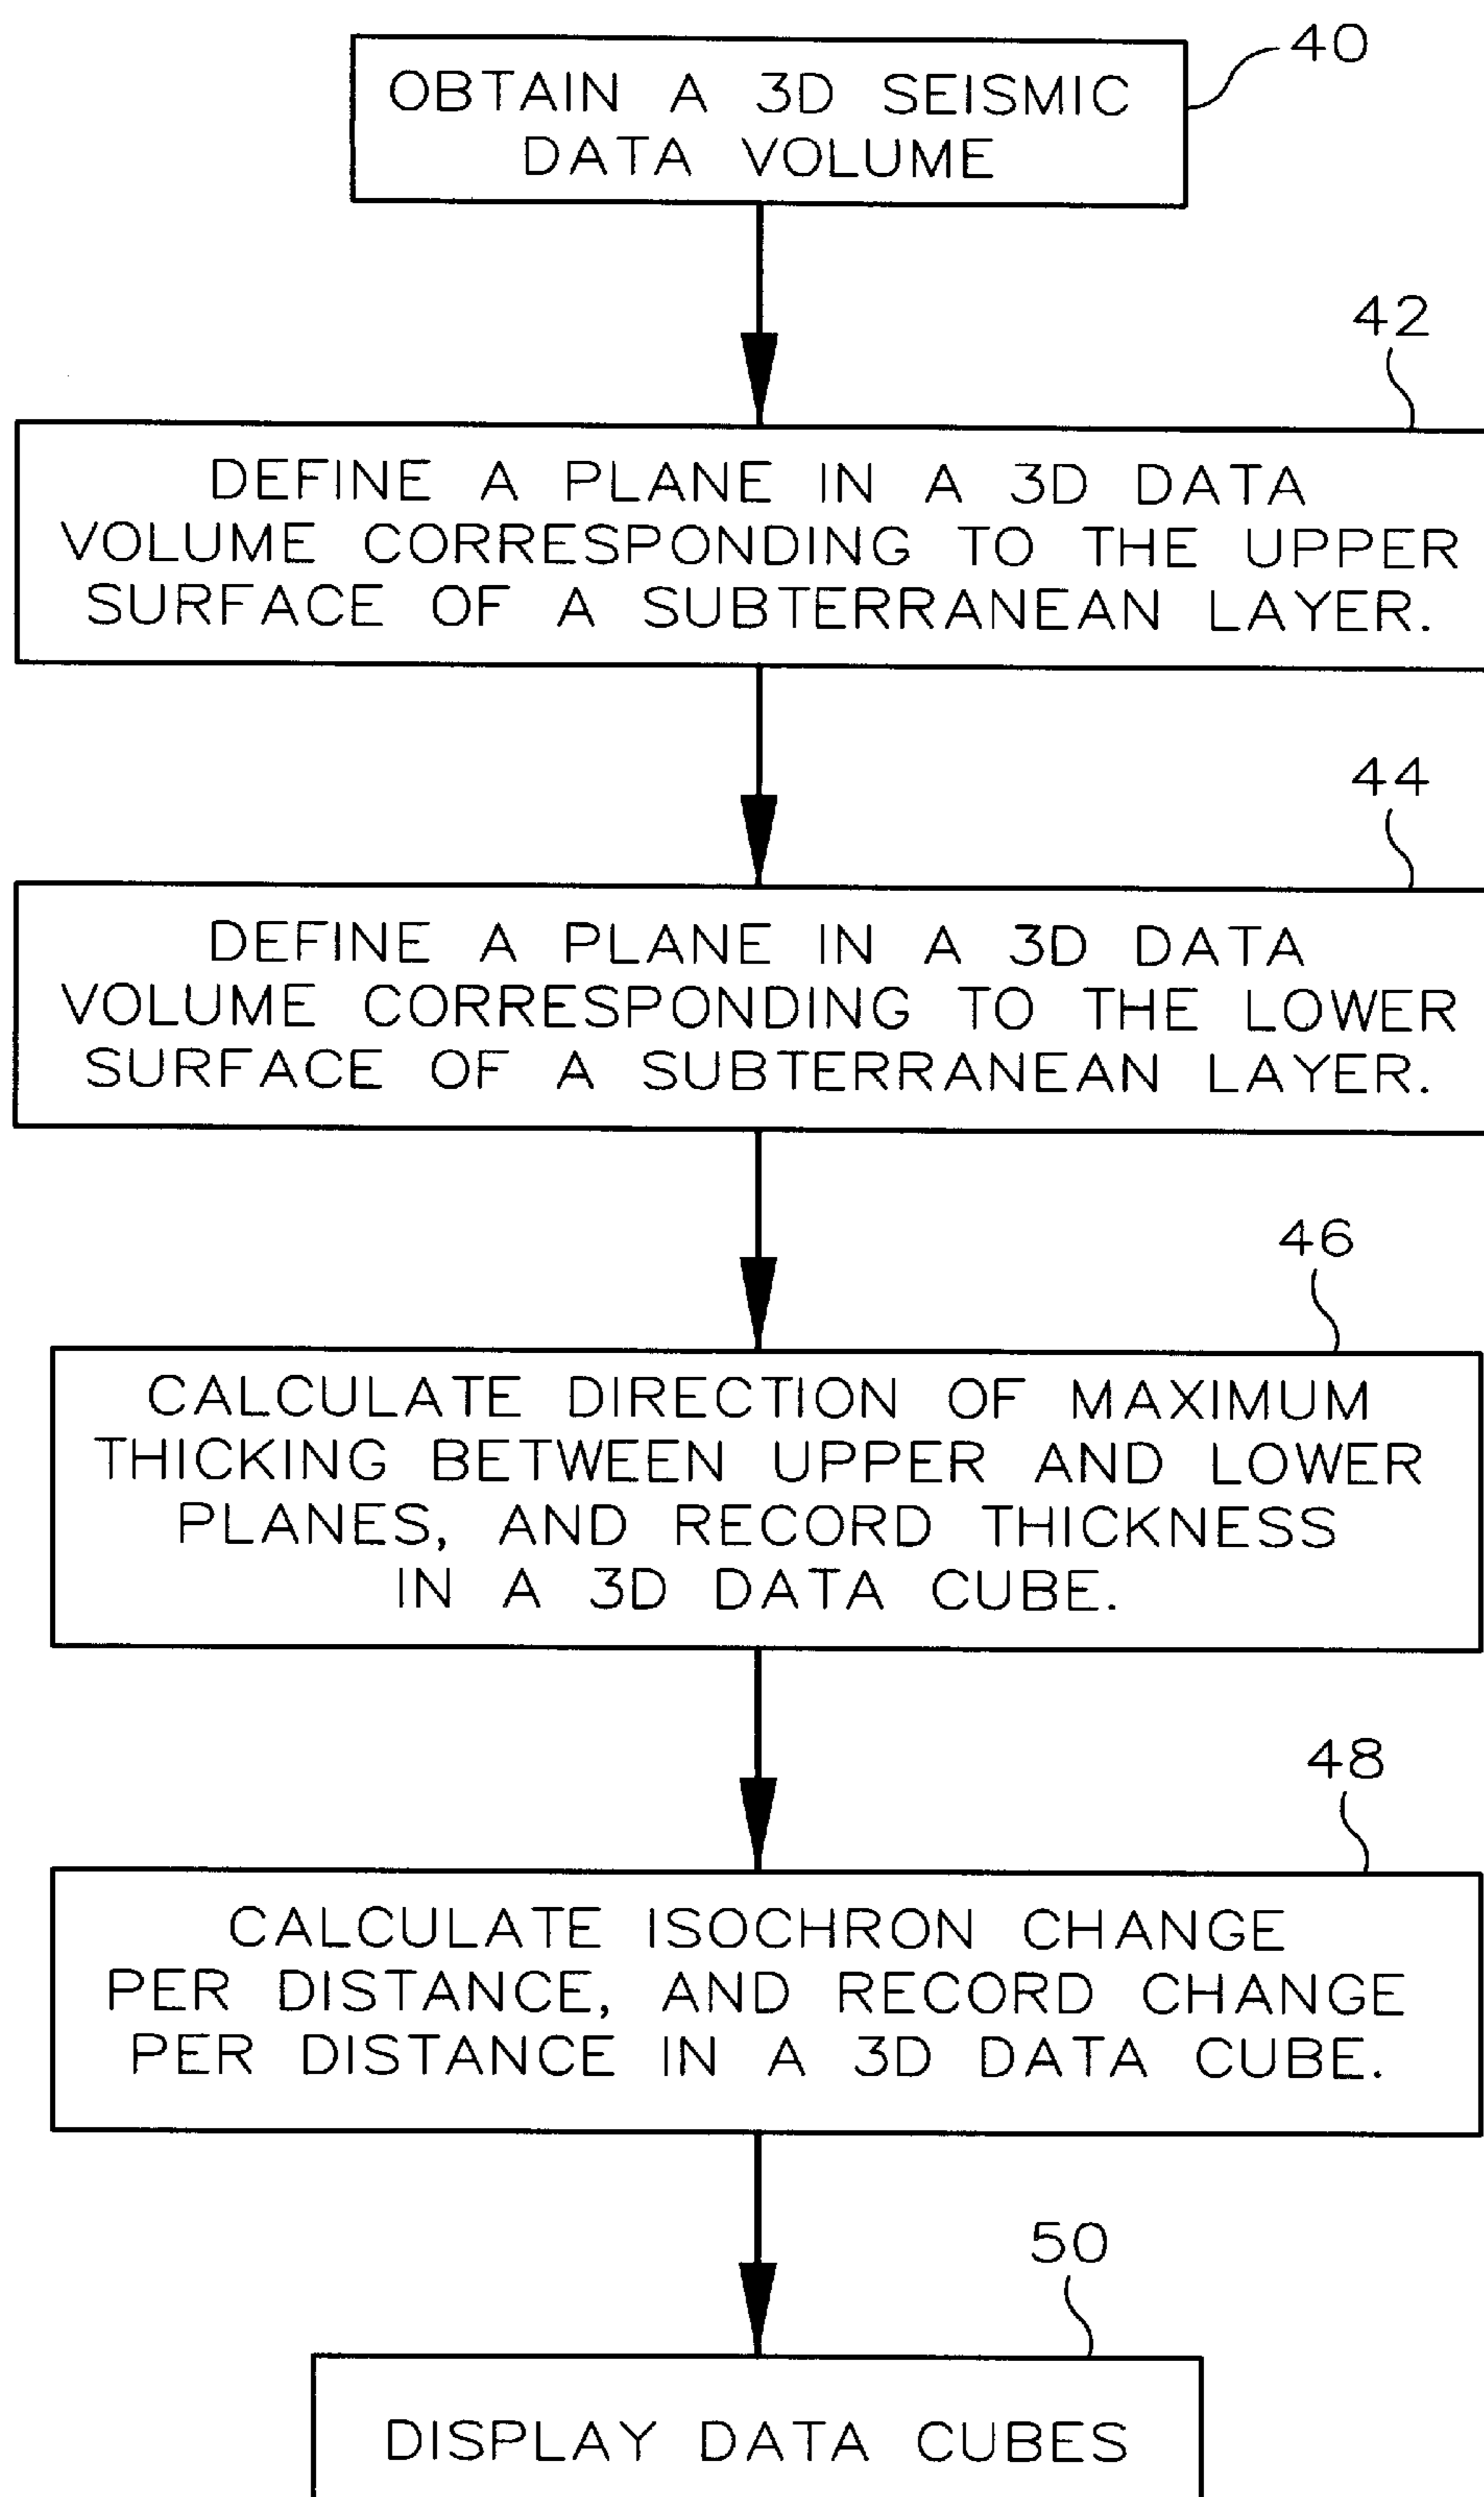 40
OBTAIN A 3D SEISMIC
DATA VOLUME
42
DEFINE A PLANE IN A 3D DATA
VOLUME CORRESPONDING TO THE UPPER
SURFACE OF A SUBTERRANEAN LAYER.
44
DEFINE A PLANE IN A 3D DATA
VOLUME CORRESPONDING TO THE LOWER
SURFACE OF A SUBTERRANEAN LAYER.
46
CALCULATE DIRECTION OF MAXIMUM
THICKING BETWEEN UPPER AND LOWER
PLANES, AND RECORD THICKNESS
IN A 3D DATA CUBE.
48
CALCULATE ISOCHRON CHANGE
PER DISTANCE, AND RECORD CHANGE
PER DISTANCE IN A 3D DATA CUBE.
50
DISPLAY DATA CUBES